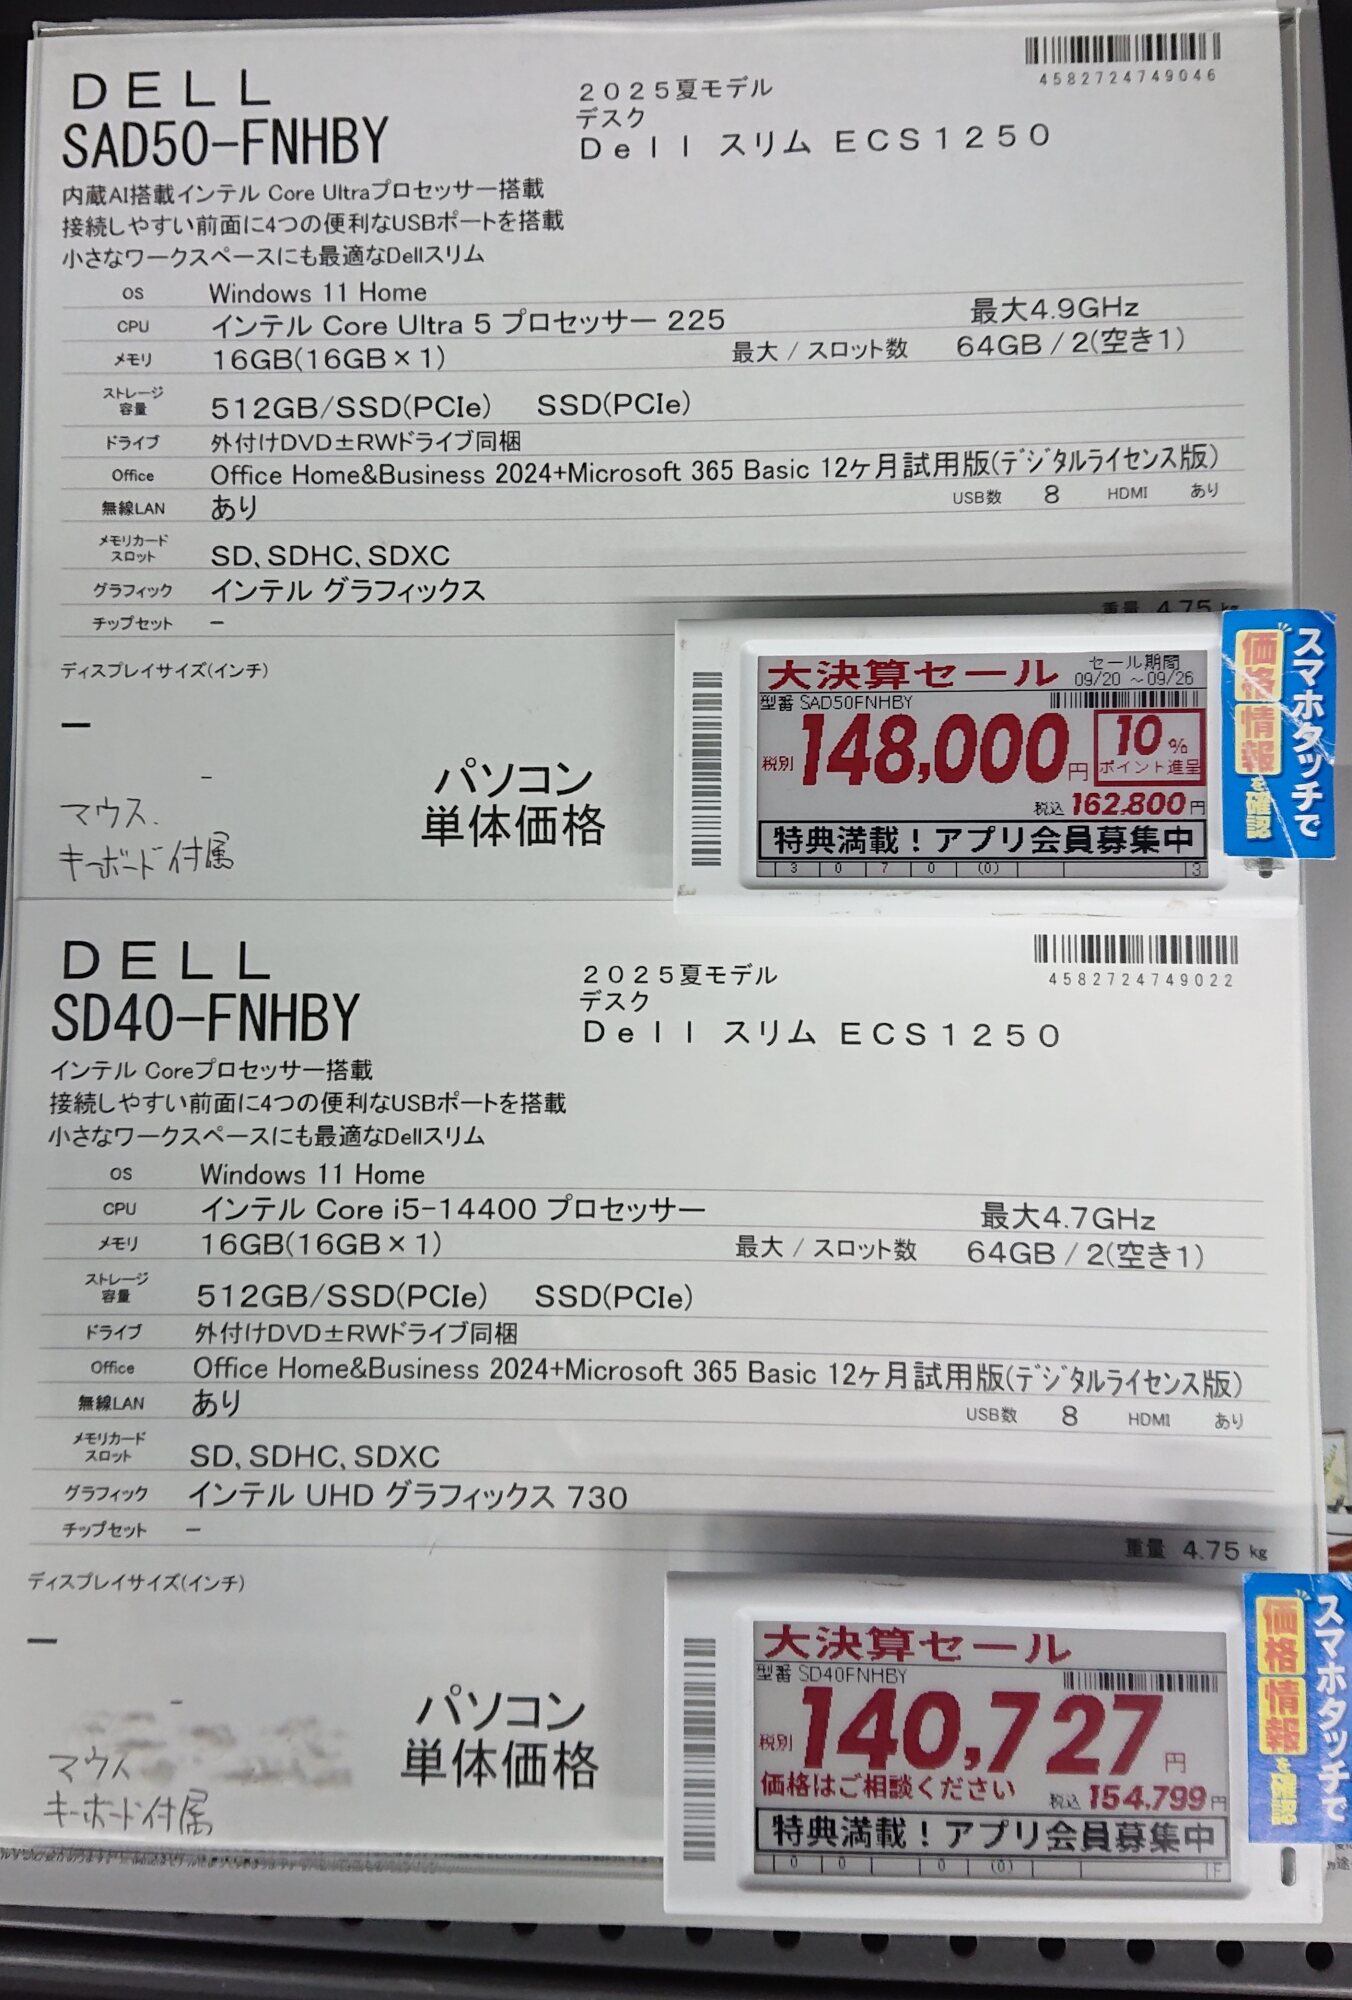 DELL
SAD50-FNHBY
2025夏モデル
デスク
Dell スリム ECS1250
4582724749046
内蔵AI搭載インテル Core Ultraプロセッサー搭載
接続しやすい前面に4つの便利なUSBポートを搭載
小さなワークスペースにも最適なDellスリム
OS Windows 11 Home
CPU インテル Core Ultra 5 プロセッサー 225 最大4.9GHz
メモリ 16GB(16GB×1) 最大 / スロット数 64GB / 2(空き1)
ストレージ容量 512GB/SSD(PCIe) SSD(PCIe)
ドライブ 外付けDVD±RWドライブ同梱
Office Office Home&Business 2024+Microsoft 365 Basic 12ヶ月試用版(デジタルライセンス版)
無線LAN あり USB数 8 HDMI あり
メモリカードスロット SD、SDHC、SDXC
グラフィック インテル グラフィックス
チップセット −
重量 4.75 kg
ディスプレイサイズ(インチ)
−
−
マウス、
キーボード付属
パソコン
単体価格
大決算セール セール期間
09/20 ～09/26
型番 SAD50FNHBY
税別 148,000円 10%
ポイント進呈
税込 162,800円
特典満載！アプリ会員募集中
3 0 7 0 (0) 3
スマホタッチで
価格情報を確認
DELL
SD40-FNHBY
2025夏モデル
デスク
Dell スリム ECS1250
4582724749022
インテル Coreプロセッサー搭載
接続しやすい前面に4つの便利なUSBポートを搭載
小さなワークスペースにも最適なDellスリム
OS Windows 11 Home
CPU インテル Core i5-14400 プロセッサー 最大4.7GHz
メモリ 16GB(16GB×1) 最大 / スロット数 64GB / 2(空き1)
ストレージ容量 512GB/SSD(PCIe) SSD(PCIe)
ドライブ 外付けDVD±RWドライブ同梱
Office Office Home&Business 2024+Microsoft 365 Basic 12ヶ月試用版(デジタルライセンス版)
無線LAN あり USB数 8 HDMI あり
メモリカードスロット SD、SDHC、SDXC
グラフィック インテル UHD グラフィックス 730
チップセット −
重量 4.75 kg
ディスプレイサイズ(インチ)
−
−
マウス
キーボード付属
パソコン
単体価格
大決算セール
型番 SD40FNHBY
税別 140,727円
価格はご相談ください 税込 154,799円
特典満載！アプリ会員募集中
0 0 0 (0) F
スマホタッチで
価格情報を確認